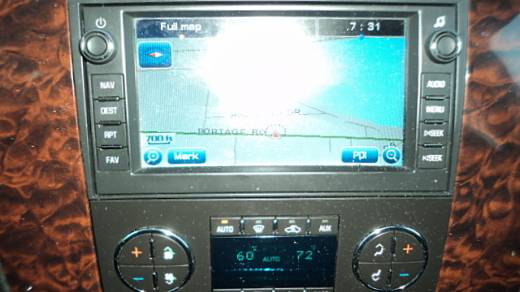 Full map
.7:31
NAV
DEST
RPT
FAV
AUDIO
MENU
SEEK
SEEK
PORTAGE RIV
700 ft
Mark
POI
AUTO
AUX
60° AUTO 72°